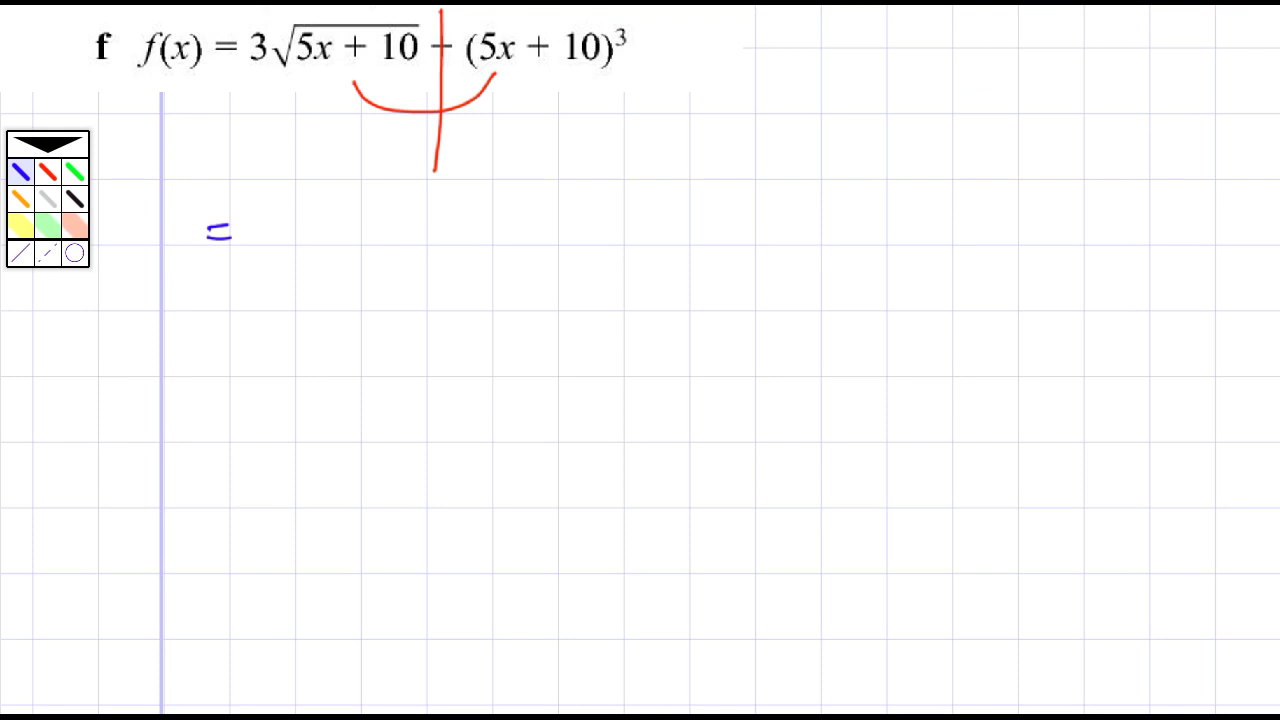 f f(x) = 3√(5x + 10) + (5x + 10)³
=